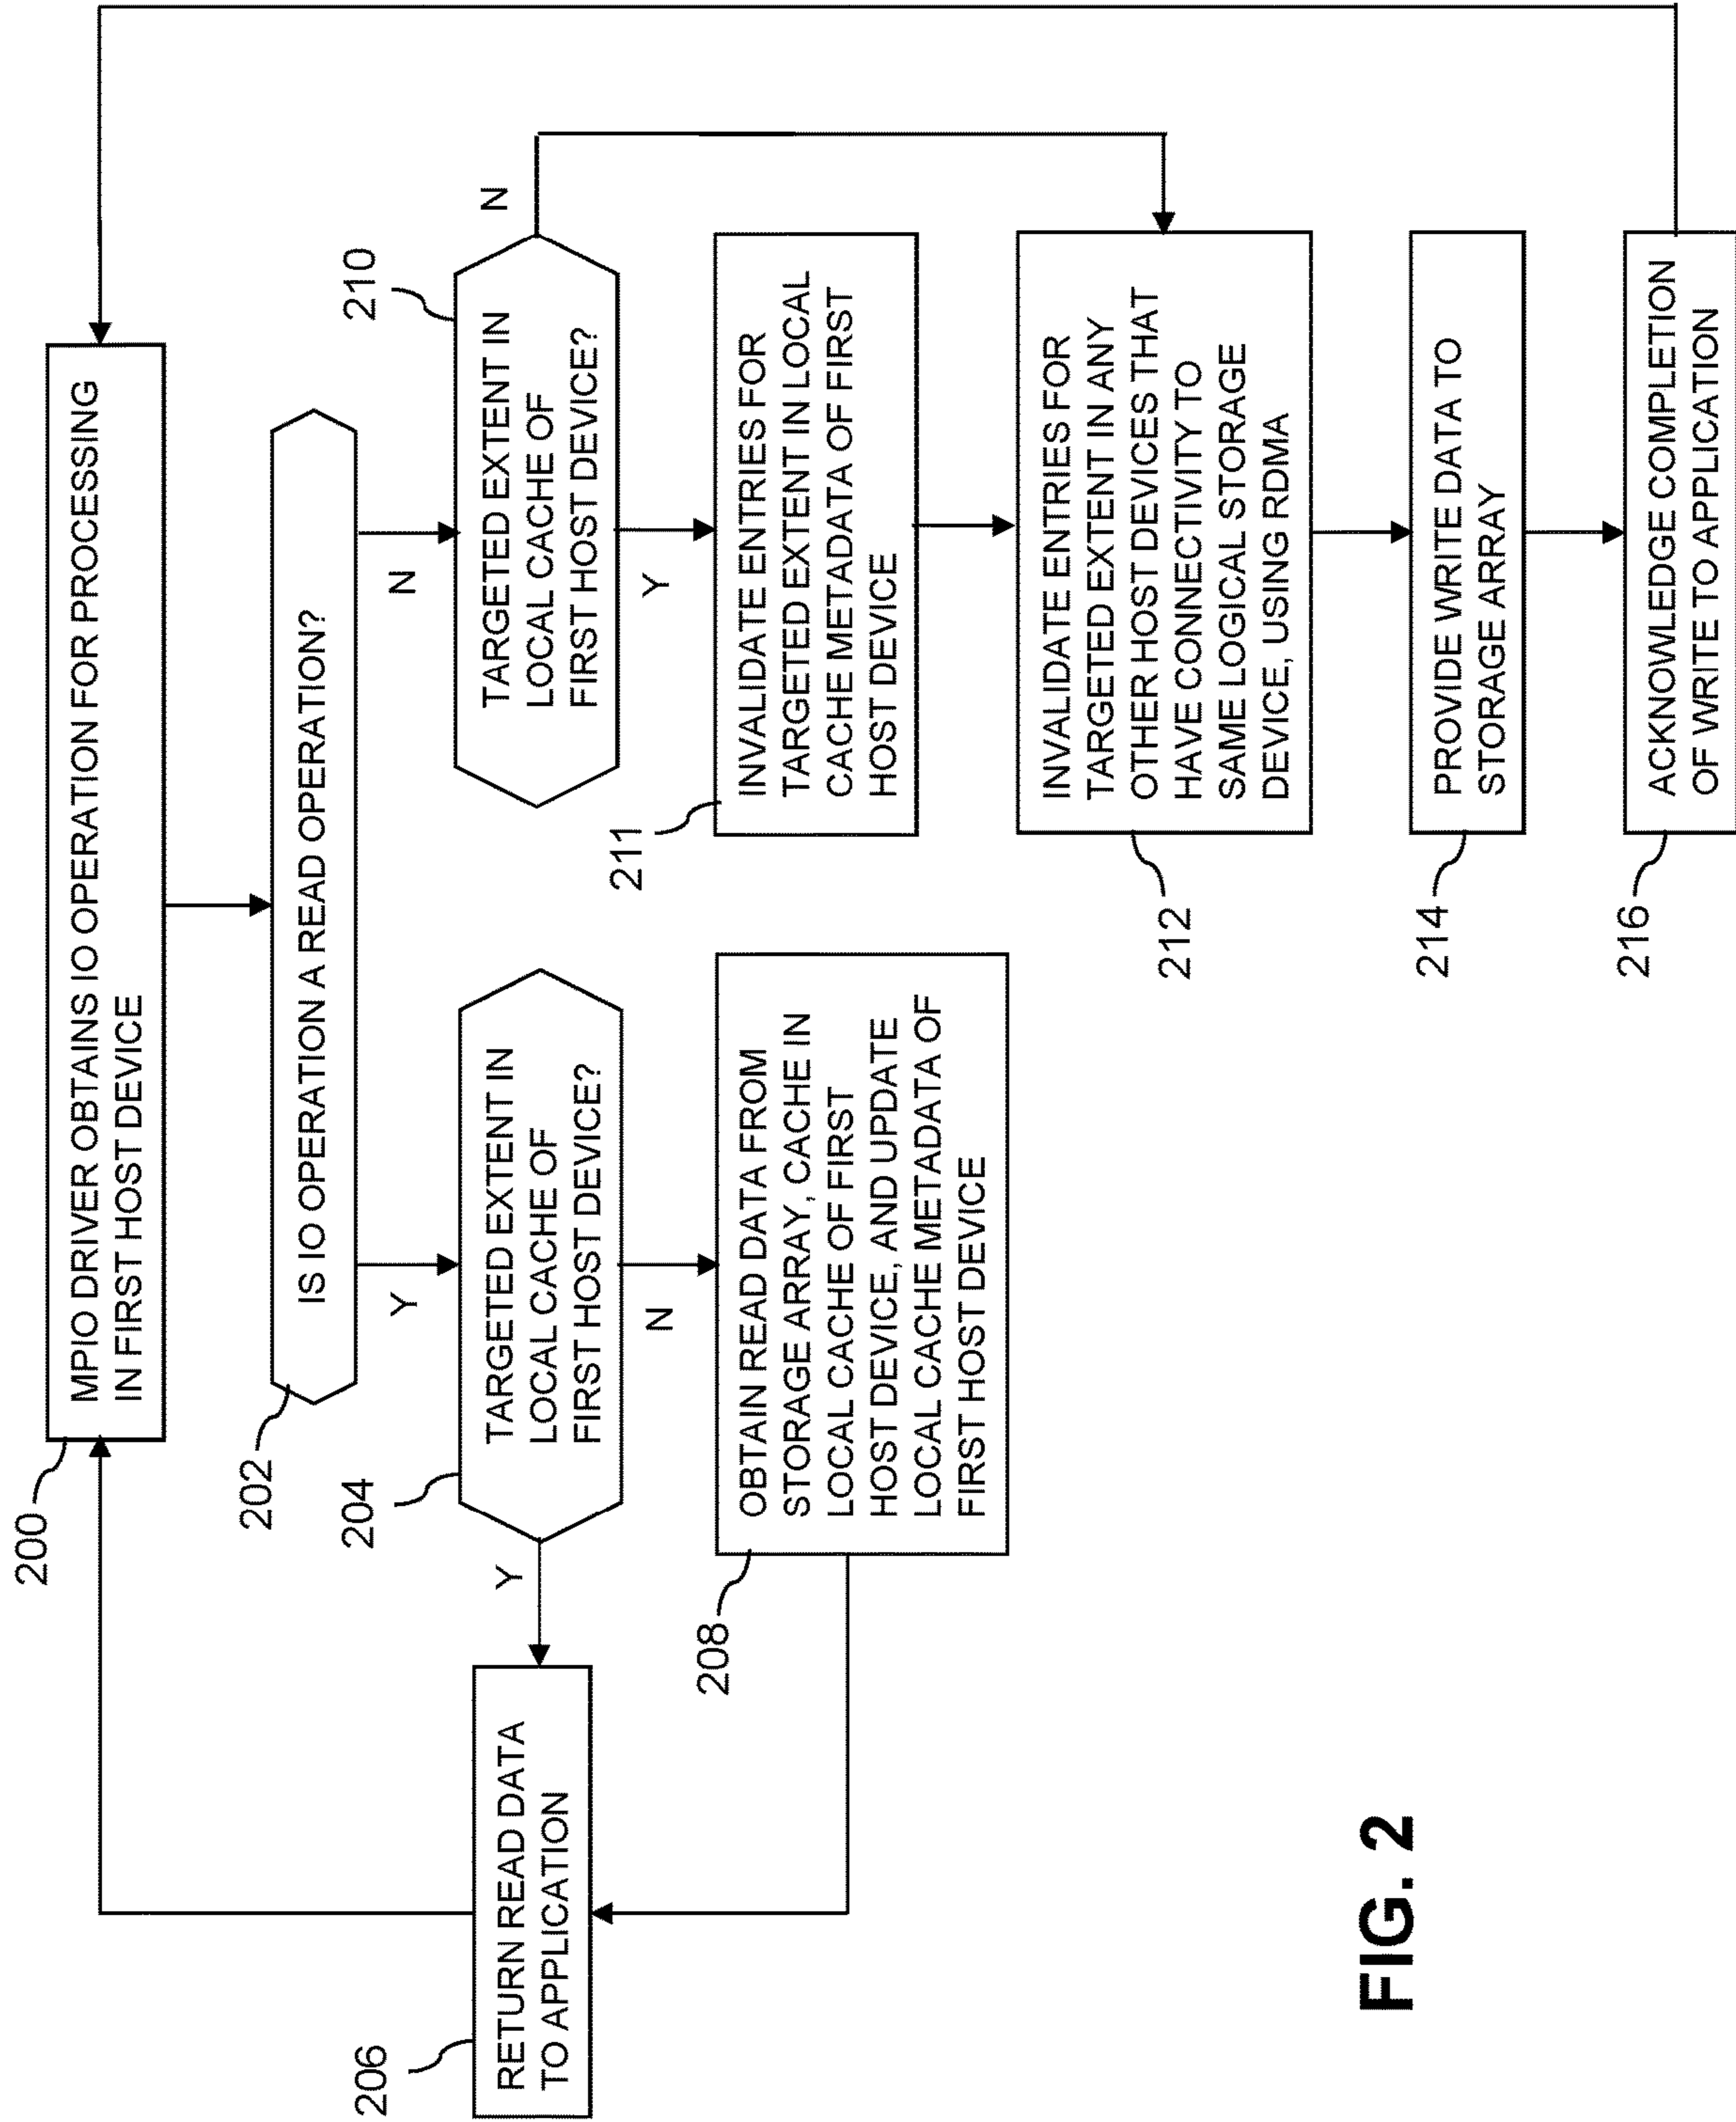 200
MPIO DRIVER OBTAINS IO OPERATION FOR PROCESSING
IN FIRST HOST DEVICE
202
IS IO OPERATION A READ OPERATION?
Y
N
204
TARGETED EXTENT IN
LOCAL CACHE OF
FIRST HOST DEVICE?
Y
N
206
RETURN READ DATA
TO APPLICATION
208
OBTAIN READ DATA FROM
STORAGE ARRAY, CACHE IN
LOCAL CACHE OF FIRST
HOST DEVICE, AND UPDATE
LOCAL CACHE METADATA OF
FIRST HOST DEVICE
210
TARGETED EXTENT IN
LOCAL CACHE OF
FIRST HOST DEVICE?
N
Y
211
INVALIDATE ENTRIES FOR
TARGETED EXTENT IN LOCAL
CACHE METADATA OF FIRST
HOST DEVICE
212
INVALIDATE ENTRIES FOR
TARGETED EXTENT IN ANY
OTHER HOST DEVICES THAT
HAVE CONNECTIVITY TO
SAME LOGICAL STORAGE
DEVICE, USING RDMA
214
PROVIDE WRITE DATA TO
STORAGE ARRAY
216
ACKNOWLEDGE COMPLETION
OF WRITE TO APPLICATION
FIG. 2